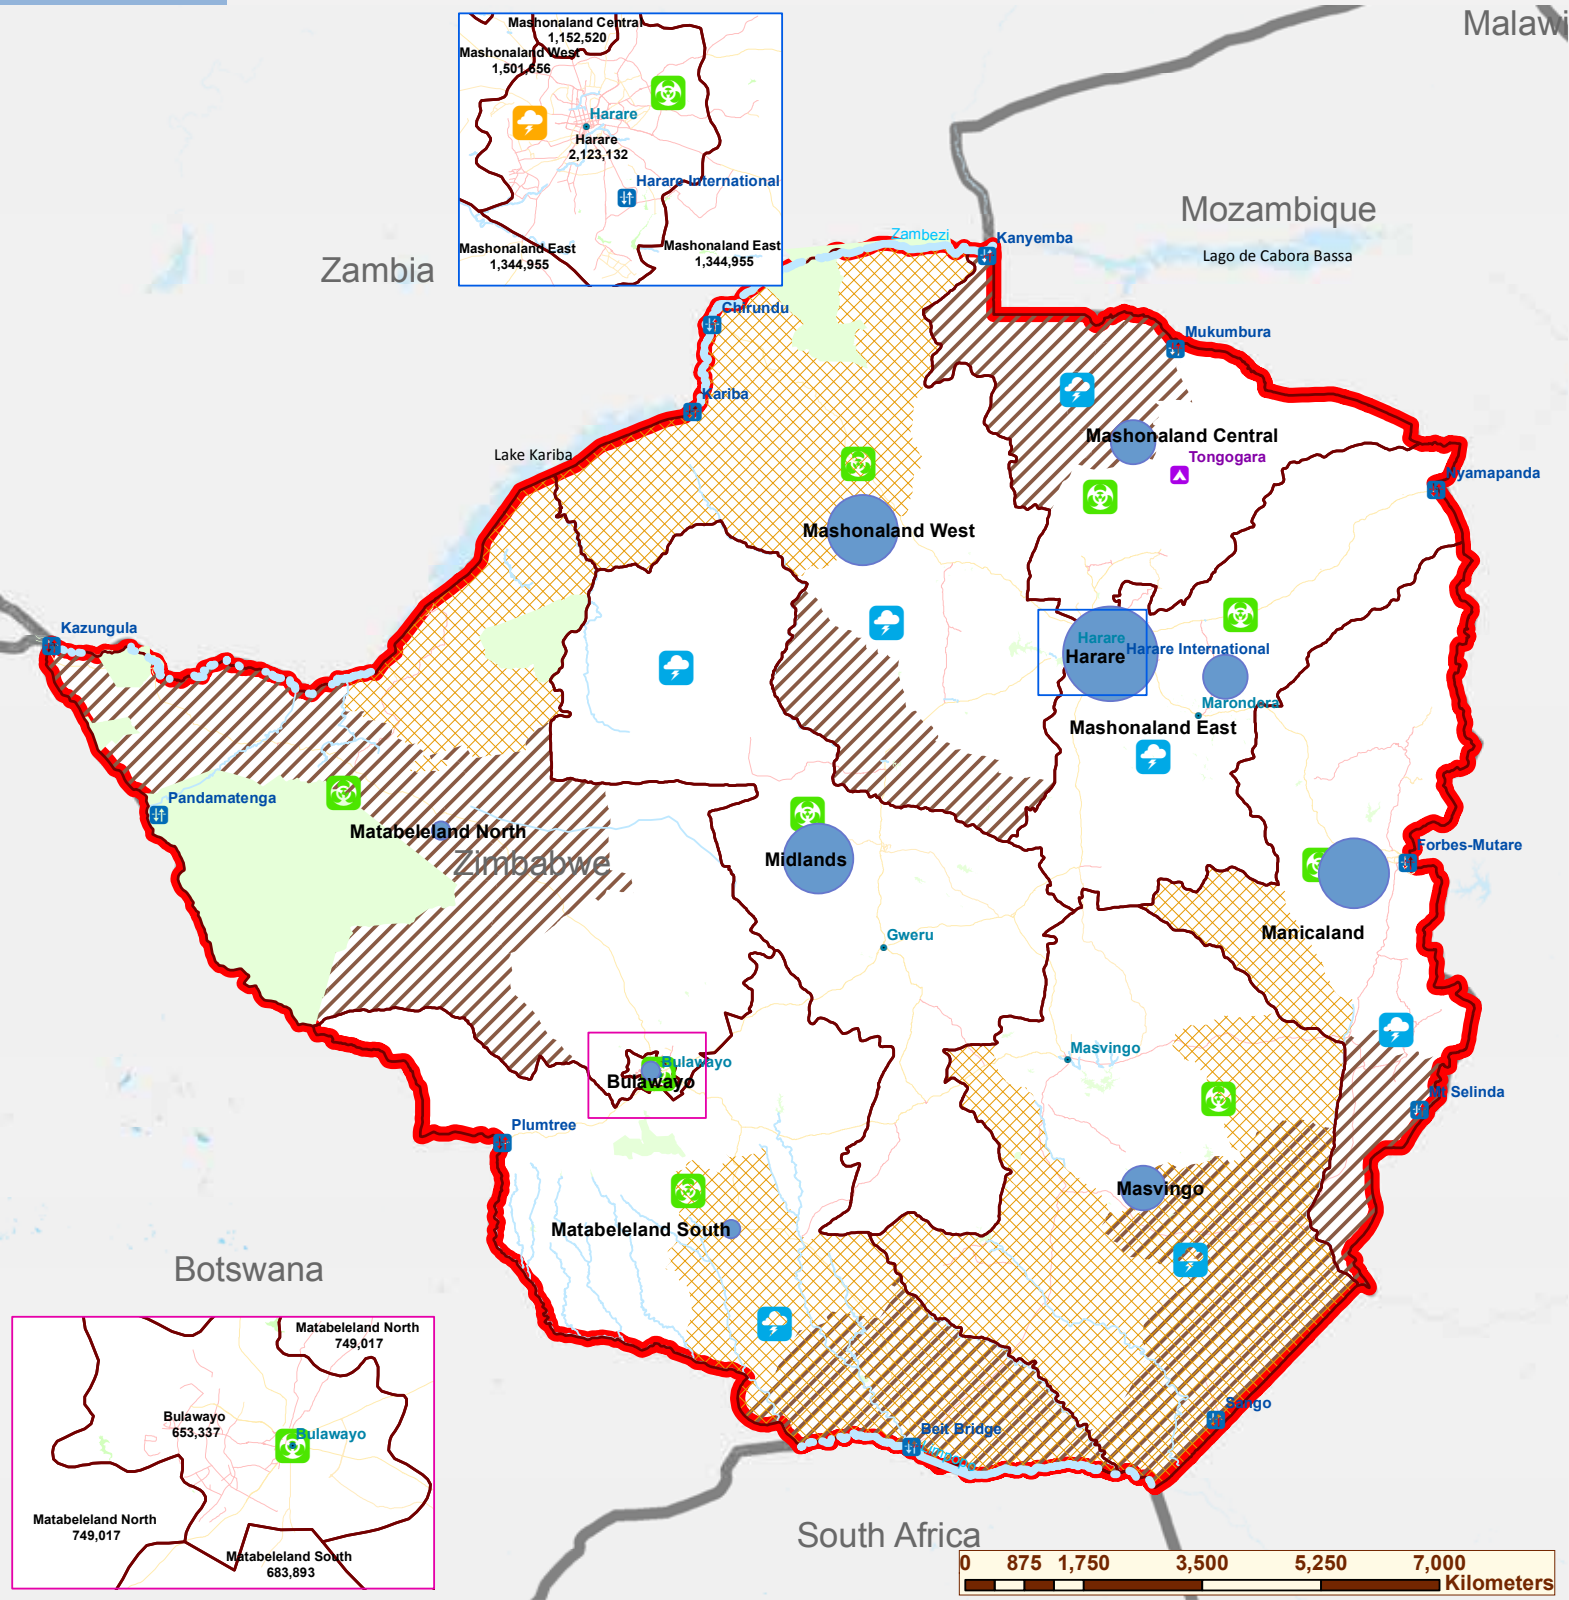 Malawi
Mashonaland Central
1,152,520
Mashonaland West
1,501,656
Harare
Harare
2,123,132
Harare International
Mashonaland East
1,344,955
Mashonaland East
1,344,955
Mozambique
Lago de Cabora Bassa
Zambia
Zambezi
Kanyemba
Chirundu
Mukumbura
Kariba
Lake Kariba
Mashonaland Central
Tongogara
Nyamapanda
Mashonaland West
Kazungula
Harare
Harare
Harare International
Marondera
Mashonaland East
Pandamatenga
Matabeleland North
Zimbabwe
Midlands
Forbes-Mutare
Manicaland
Gweru
Masvingo
Bulawayo
Bulawayo
Mt Selinda
Plumtree
Masvingo
Matabeleland South
Botswana
Sango
Beit Bridge
Limpopo
South Africa
Matabeleland North
749,017
Bulawayo
653,337
Bulawayo
Matabeleland North
749,017
Matabeleland South
683,893
0 875 1,750 3,500 5,250 7,000
Kilometers